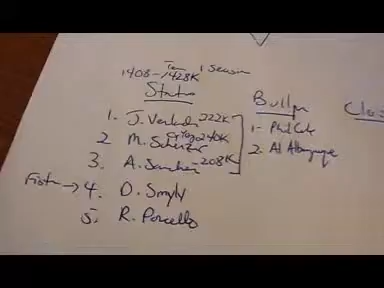 1408 - 1428K 1 Season
Starters
1. J. Verlander 222K
2 M. Scherzer 240K
3. A. Sanchez - 208K
4. D. Smyly
5. R. Porcello
Bullpen
1- Phil Coke
2. Al Alburquerque